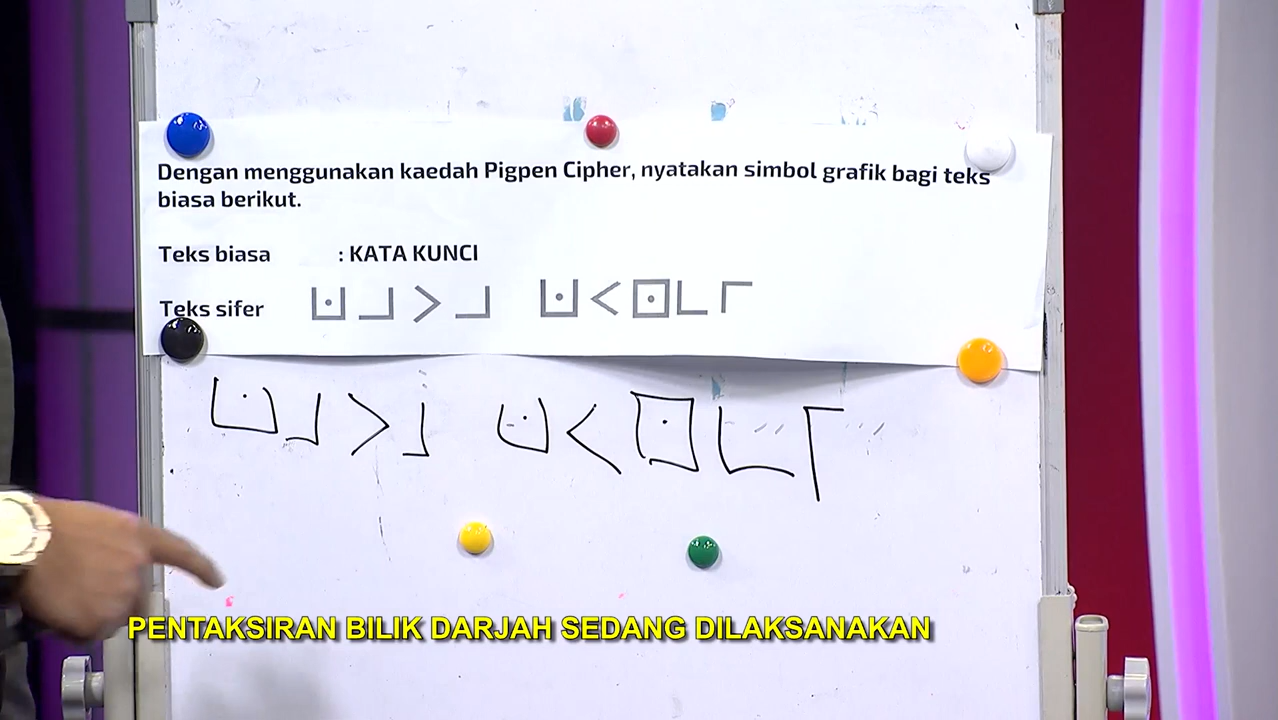 Dengan menggunakan kaedah Pigpen Cipher, nyatakan simbol grafik bagi teks
biasa berikut.
Teks biasa : KATA KUNCI
Teks sifer
PENTAKSIRAN BILIK DARJAH SEDANG DILAKSANAKAN